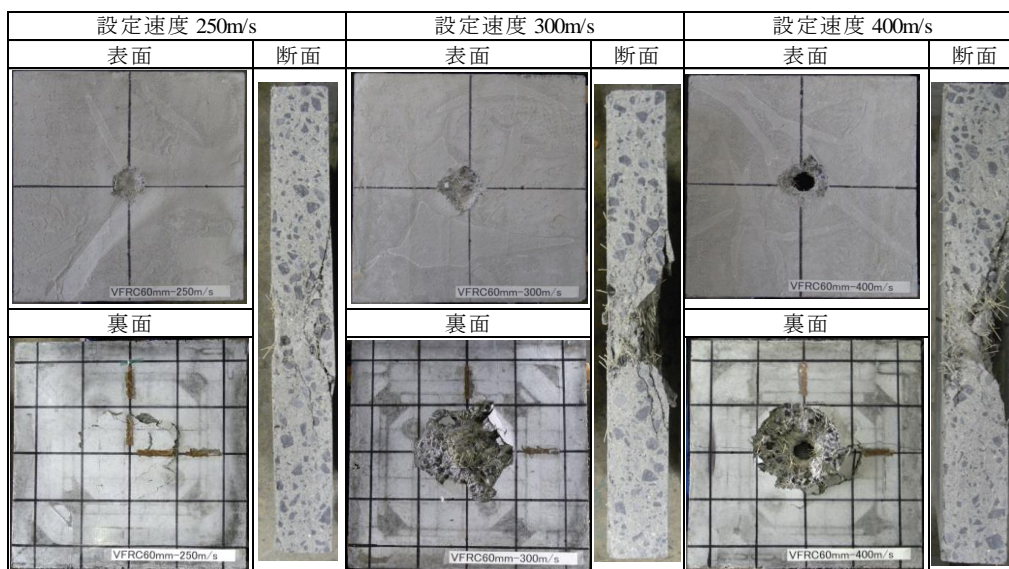 設定速度 250m/s 設定速度 300m/s 設定速度 400m/s
表面 断面 表面 断面 表面 断面
VFRC60mm-250m/s VFRC60mm-300m/s VFRC60mm-400m/s
裏面 裏面 裏面
VFRC60mm-250m/s VFRC60mm-300m/s VFRC60mm-400m/s